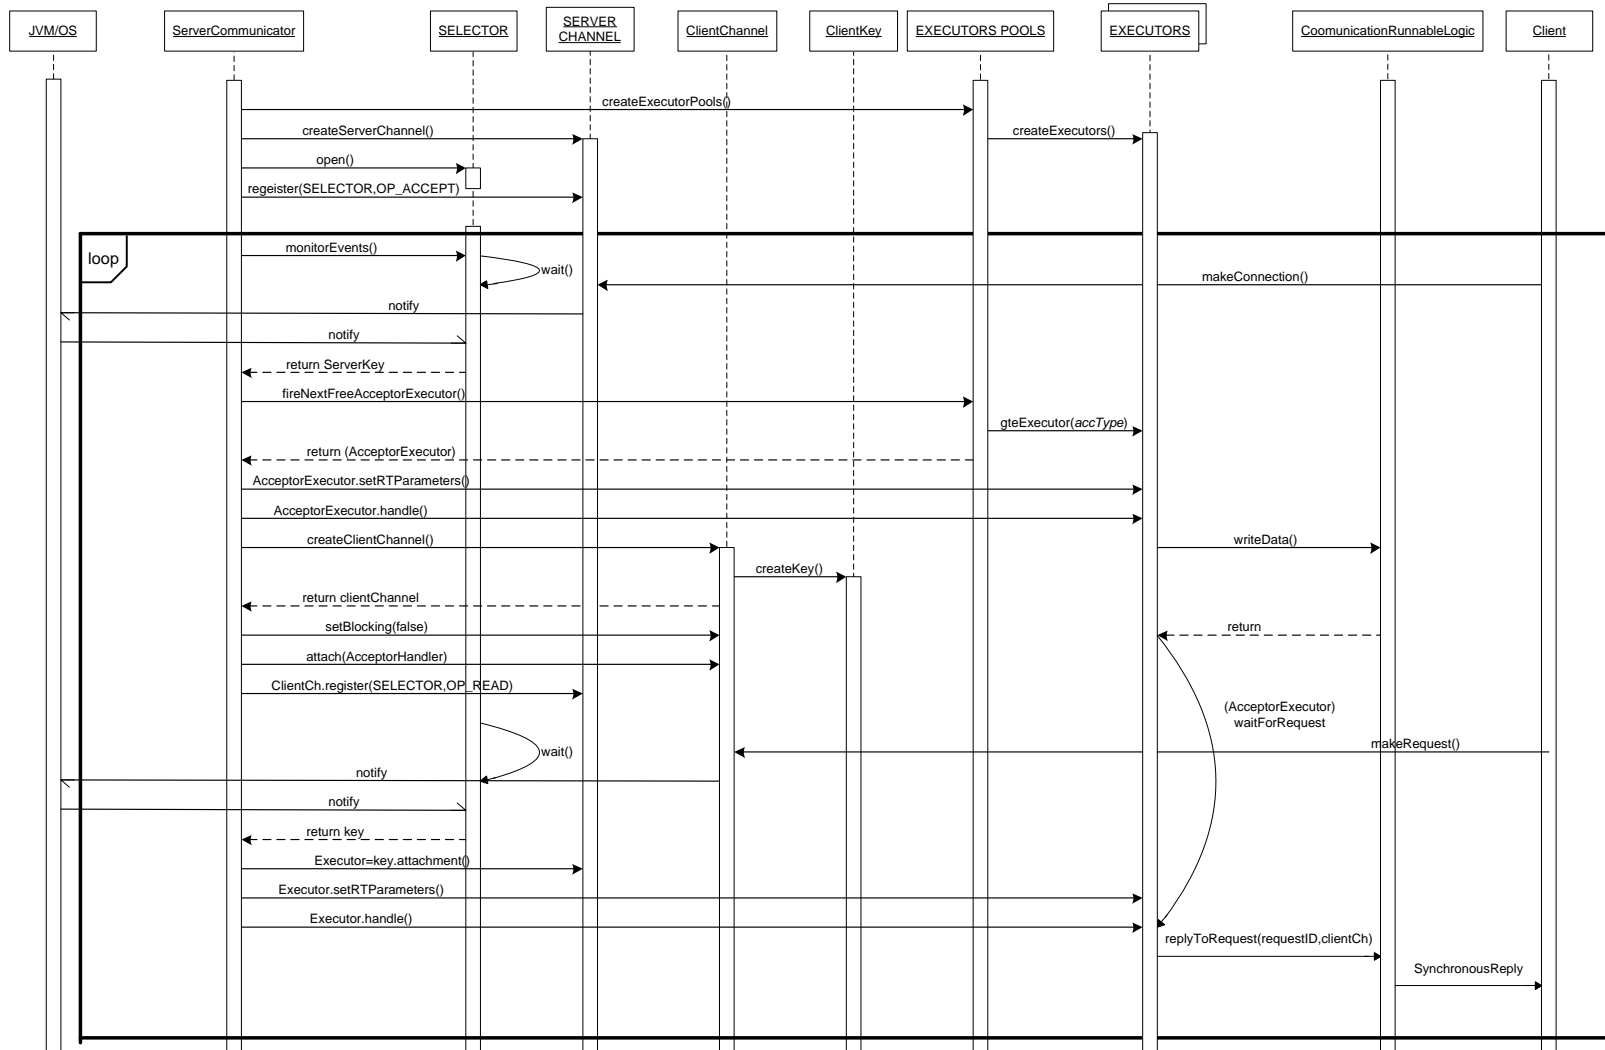 JVM/OS
ServerCommunicator
SELECTOR
SERVER
CHANNEL
ClientChannel
ClientKey
EXECUTORS POOLS
EXECUTORS
CoomunicationRunnableLogic
Client
createExecutorPools()
createServerChannel()
createExecutors()
open()
regeister(SELECTOR,OP_ACCEPT)
loop
monitorEvents()
wait()
makeConnection()
notify
notify
return ServerKey
fireNextFreeAcceptorExecutor()
gteExecutor(accType)
return (AcceptorExecutor)
AcceptorExecutor.setRTParameters()
AcceptorExecutor.handle()
createClientChannel()
writeData()
createKey()
return clientChannel
setBlocking(false)
return
attach(AcceptorHandler)
ClientCh.register(SELECTOR,OP_READ)
(AcceptorExecutor)
waitForRequest
wait()
makeRequest()
notify
notify
return key
Executor=key.attachment()
Executor.setRTParameters()
Executor.handle()
replyToRequest(requestID,clientCh)
SynchronousReply